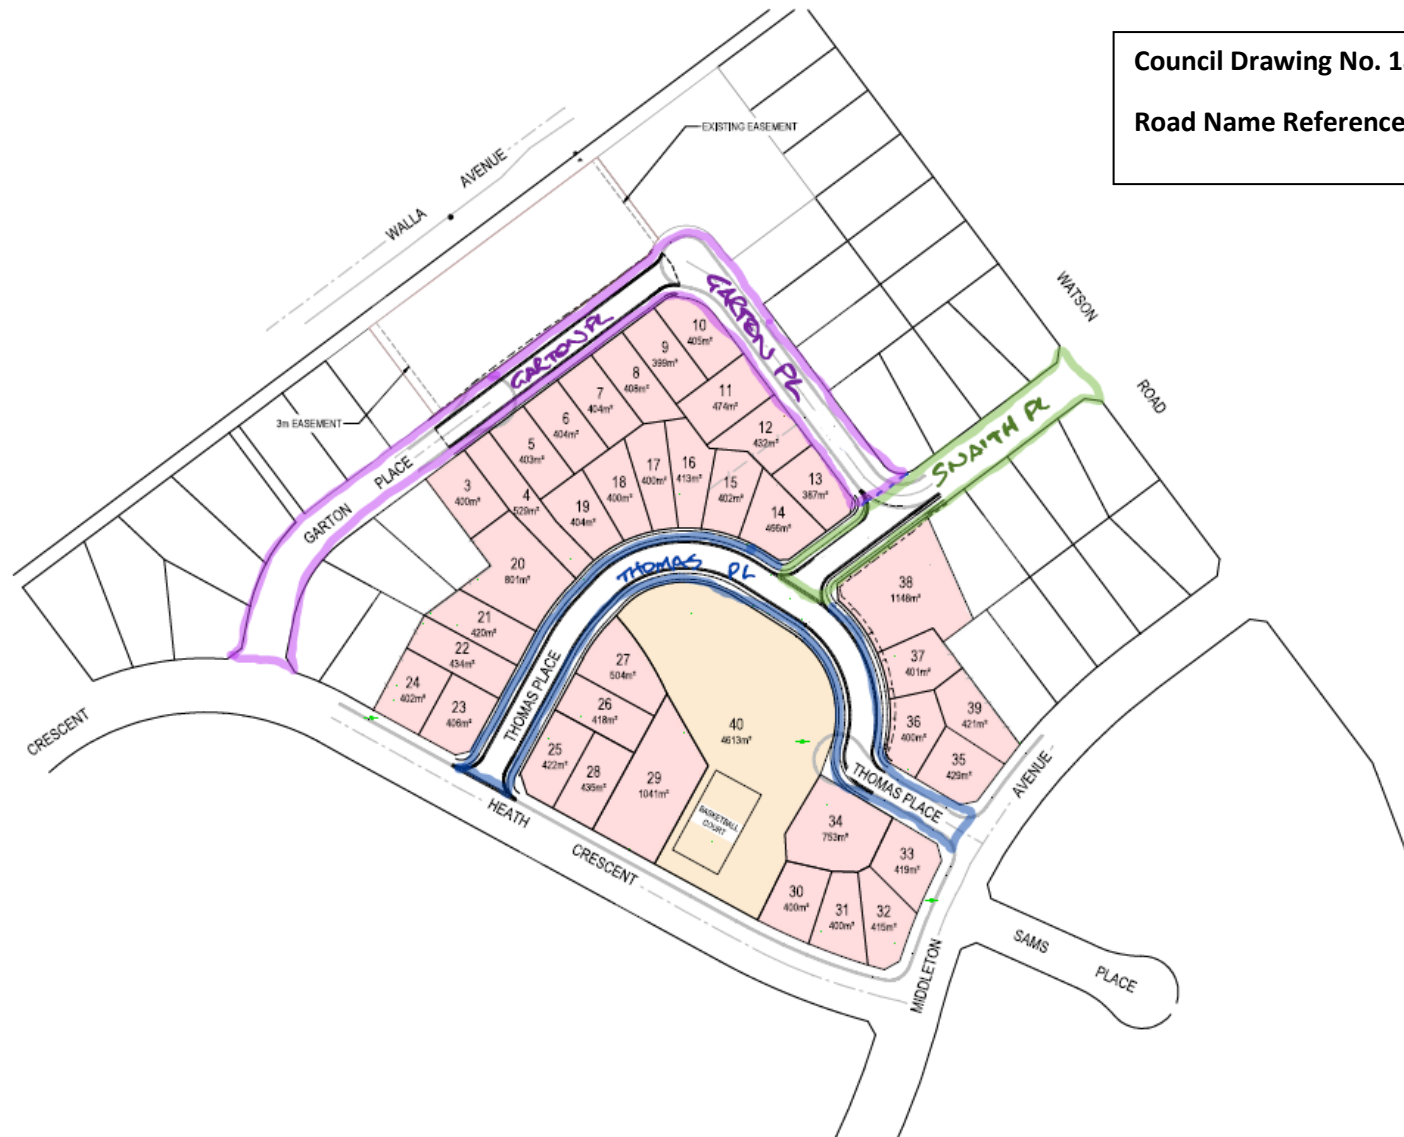 Council Drawing No. 1
Road Name Reference
EXISTING EASEMENT
WALLA AVENUE
WATSON ROAD
GARTON PL
GARTON PL
SNAITH PL
3m EASEMENT
GARTON PLACE
10
405m²
9
399m²
8
408m²
7
404m²
6
404m²
5
403m²
4
529m²
3
400m²
11
474m²
12
432m²
13
387m²
14
466m²
15
402m²
16
413m²
17
400m²
18
400m²
19
404m²
20
801m²
21
420m²
22
434m²
23
406m²
24
402m²
THOMAS PL
THOMAS PLACE
27
504m²
26
418m²
25
422m²
28
435m²
29
1041m²
40
4613m²
BASKETBALL
COURT
38
1148m²
37
401m²
36
400m²
39
421m²
35
429m²
THOMAS PLACE
34
753m²
33
419m²
30
400m²
31
400m²
32
415m²
CRESCENT
HEATH
CRESCENT
MIDDLETON AVENUE
SAMS PLACE